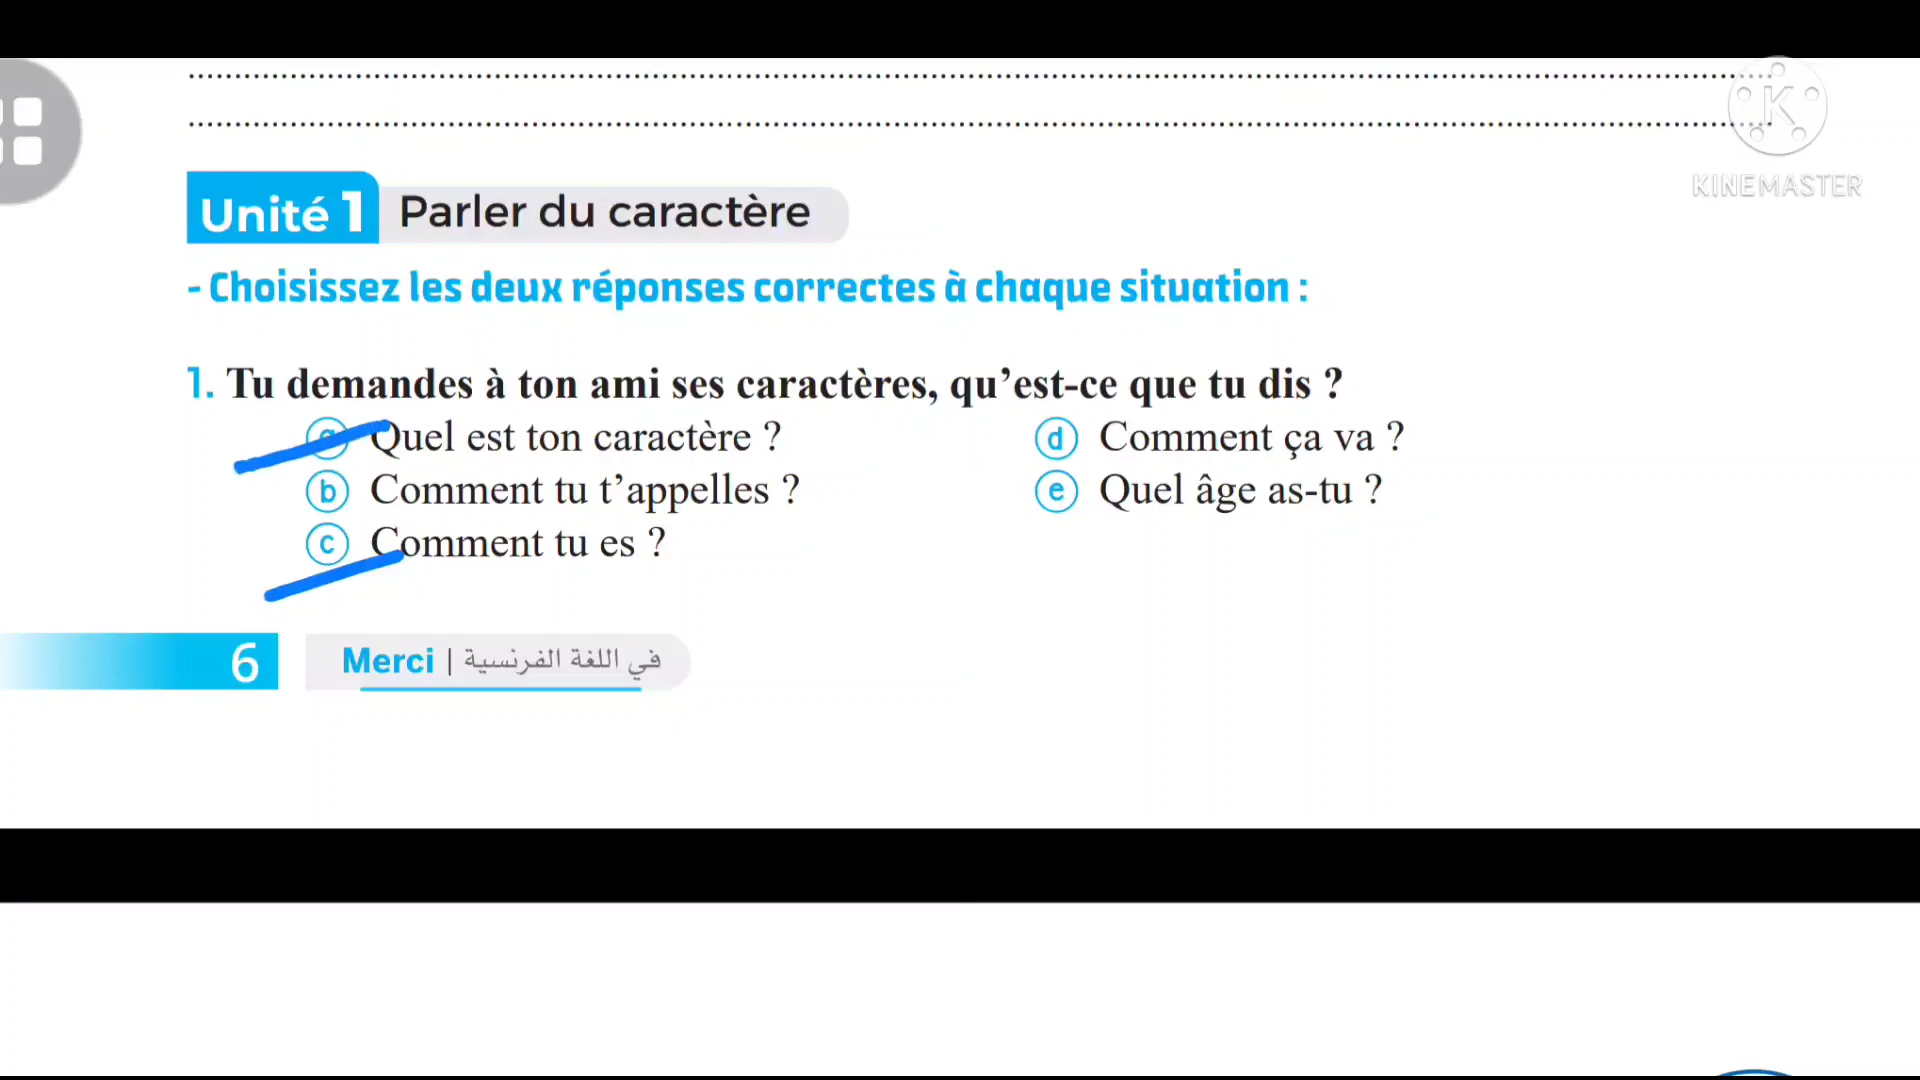 KINEMASTER
Unité 1 Parler du caractère
- Choisissez les deux réponses correctes à chaque situation :
1. Tu demandes à ton ami ses caractères, qu’est-ce que tu dis ?
a Quel est ton caractère ?
d Comment ça va ?
b Comment tu t’appelles ?
e Quel âge as-tu ?
c Comment tu es ?
6 Merci | في اللغة الفرنسية